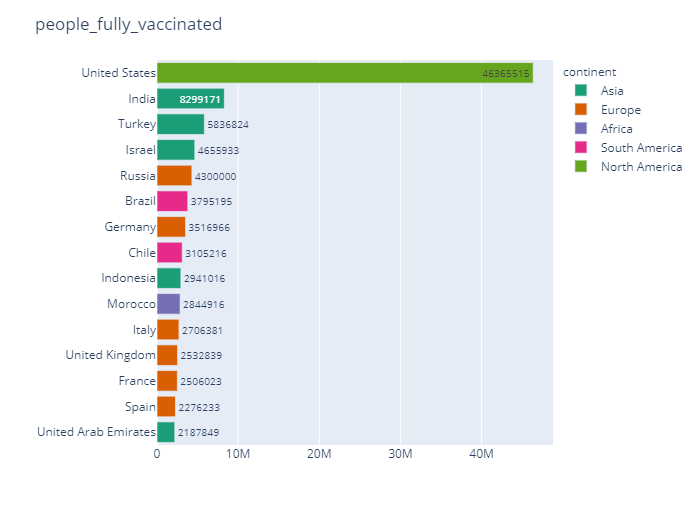 people_fully_vaccinated
United States 46365515
India 8299171
Turkey 5836824
Israel 4655933
Russia 4300000
Brazil 3795195
Germany 3516966
Chile 3105216
Indonesia 2941016
Morocco 2844916
Italy 2706381
United Kingdom 2532839
France 2506023
Spain 2276233
United Arab Emirates 2187849
0 10M 20M 30M 40M
continent
Asia
Europe
Africa
South America
North America